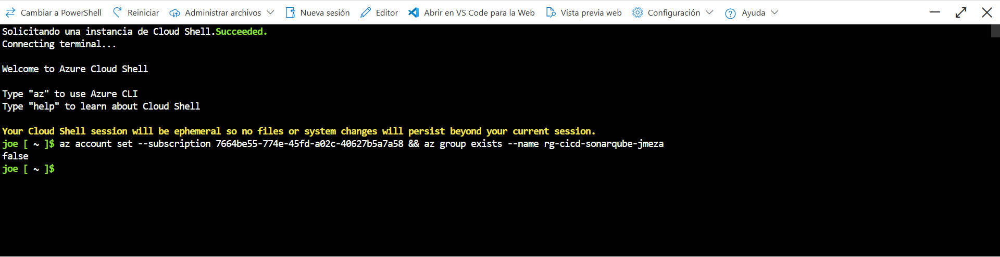 Cambiar a PowerShell Reiniciar Administrar archivos Nueva sesión Editor Abrir en VS Code para la Web Vista previa web Configuración Ayuda
Solicitando una instancia de Cloud Shell.Succeeded.
Connecting terminal...
Welcome to Azure Cloud Shell
Type "az" to use Azure CLI
Type "help" to learn about Cloud Shell
Your Cloud Shell session will be ephemeral so no files or system changes will persist beyond your current session.
joe [ ~ ]$ az account set --subscription 7664be55-774e-45fd-a02c-40627b5a7a58 && az group exists --name rg-cicd-sonarqube-jmeza
false
joe [ ~ ]$